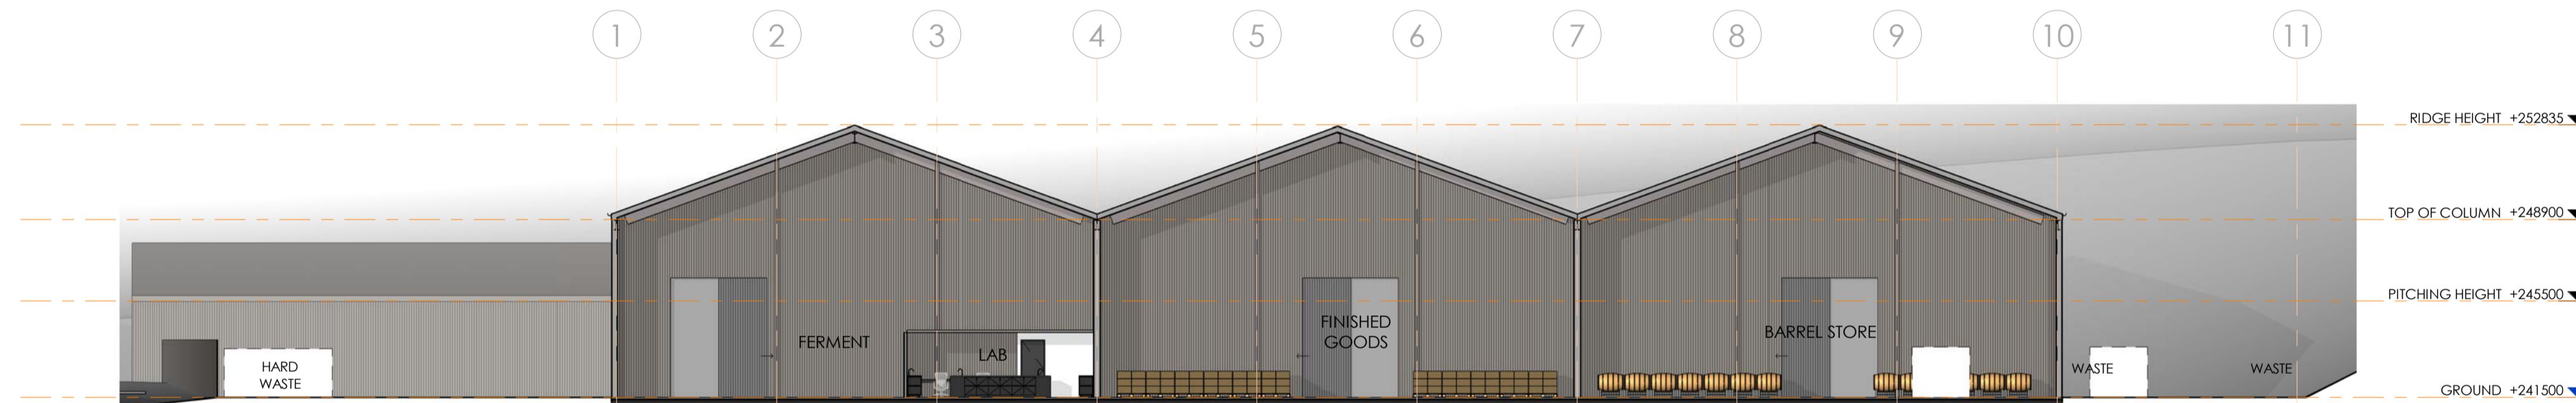 1 2 3 4 5 6 7 8 9 10 11
RIDGE HEIGHT +252835
TOP OF COLUMN +248900
PITCHING HEIGHT +245500
FERMENT
LAB
FINISHED
GOODS
BARREL STORE
HARD
WASTE
WASTE
WASTE
GROUND +241500